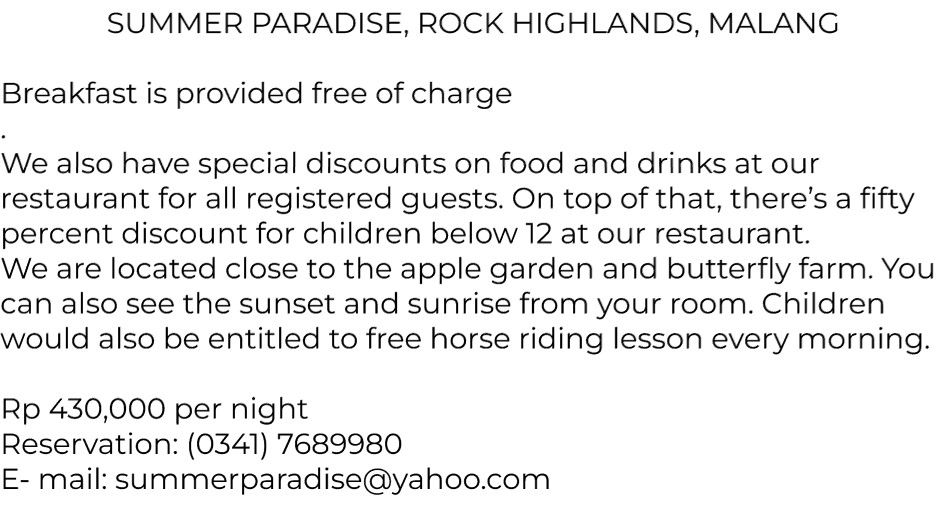 SUMMER PARADISE, ROCK HIGHLANDS, MALANG
Breakfast is provided free of charge
.
We also have special discounts on food and drinks at our
restaurant for all registered guests. On top of that, there’s a fifty
percent discount for children below 12 at our restaurant.
We are located close to the apple garden and butterfly farm. You
can also see the sunset and sunrise from your room. Children
would also be entitled to free horse riding lesson every morning.
Rp 430,000 per night
Reservation: (0341) 7689980
E- mail: summerparadise@yahoo.com